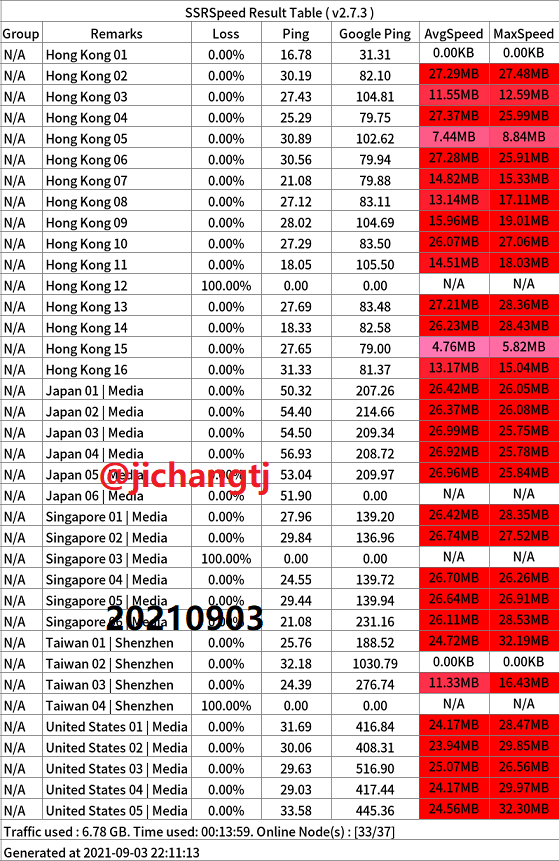 SSRSpeed Result Table ( v2.7.3 )
Group Remarks Loss Ping Google Ping AvgSpeed MaxSpeed
N/A Hong Kong 01 0.00% 16.78 31.31 0.00KB 0.00KB
N/A Hong Kong 02 0.00% 30.19 82.10 27.29MB 27.48MB
N/A Hong Kong 03 0.00% 27.43 104.81 11.55MB 12.59MB
N/A Hong Kong 04 0.00% 25.29 79.75 27.37MB 25.99MB
N/A Hong Kong 05 0.00% 30.89 102.62 7.44MB 8.84MB
N/A Hong Kong 06 0.00% 30.56 79.94 27.28MB 25.91MB
N/A Hong Kong 07 0.00% 21.08 79.88 14.82MB 15.33MB
N/A Hong Kong 08 0.00% 27.12 83.11 13.14MB 17.11MB
N/A Hong Kong 09 0.00% 28.02 104.69 15.96MB 19.01MB
N/A Hong Kong 10 0.00% 27.29 83.50 26.07MB 27.06MB
N/A Hong Kong 11 0.00% 18.05 105.50 14.51MB 18.03MB
N/A Hong Kong 12 100.00% 0.00 0.00 N/A N/A
N/A Hong Kong 13 0.00% 27.69 83.48 27.21MB 28.36MB
N/A Hong Kong 14 0.00% 18.33 82.58 26.23MB 28.43MB
N/A Hong Kong 15 0.00% 27.65 79.00 4.76MB 5.82MB
N/A Hong Kong 16 0.00% 31.33 81.37 13.17MB 15.04MB
N/A Japan 01 | Media 0.00% 50.32 207.26 26.42MB 26.05MB
N/A Japan 02 | Media 0.00% 54.40 214.66 26.37MB 26.08MB
N/A Japan 03 | Media 0.00% 54.50 209.34 26.99MB 25.75MB
N/A Japan 04 | Media 0.00% 56.93 208.72 26.92MB 25.78MB
N/A Japan 05 | Media 0.00% 53.04 209.97 26.96MB 25.84MB
@jichangtj
N/A Japan 06 | Media 0.00% 51.90 0.00 N/A N/A
N/A Singapore 01 | Media 0.00% 27.96 139.20 26.42MB 28.35MB
N/A Singapore 02 | Media 0.00% 29.84 136.96 26.74MB 27.52MB
N/A Singapore 03 | Media 100.00% 0.00 0.00 N/A N/A
N/A Singapore 04 | Media 0.00% 24.55 139.72 26.70MB 26.26MB
N/A Singapore 05 | Media 0.00% 29.44 139.94 26.64MB 26.91MB
N/A Singapore 06 | Media 0.00% 21.08 231.16 26.11MB 28.53MB
20210903
N/A Taiwan 01 | Shenzhen 0.00% 25.76 188.52 24.72MB 32.19MB
N/A Taiwan 02 | Shenzhen 0.00% 32.18 1030.79 0.00KB 0.00KB
N/A Taiwan 03 | Shenzhen 0.00% 24.39 276.74 11.33MB 16.43MB
N/A Taiwan 04 | Shenzhen 100.00% 0.00 0.00 N/A N/A
N/A United States 01 | Media 0.00% 31.69 416.84 24.17MB 28.47MB
N/A United States 02 | Media 0.00% 30.06 408.31 23.94MB 29.85MB
N/A United States 03 | Media 0.00% 29.63 516.90 25.07MB 26.56MB
N/A United States 04 | Media 0.00% 29.03 417.44 24.17MB 29.97MB
N/A United States 05 | Media 0.00% 33.58 445.36 24.56MB 32.30MB
Traffic used : 6.78 GB. Time used: 00:13:59. Online Node(s) : [33/37]
Generated at 2021-09-03 22:11:13